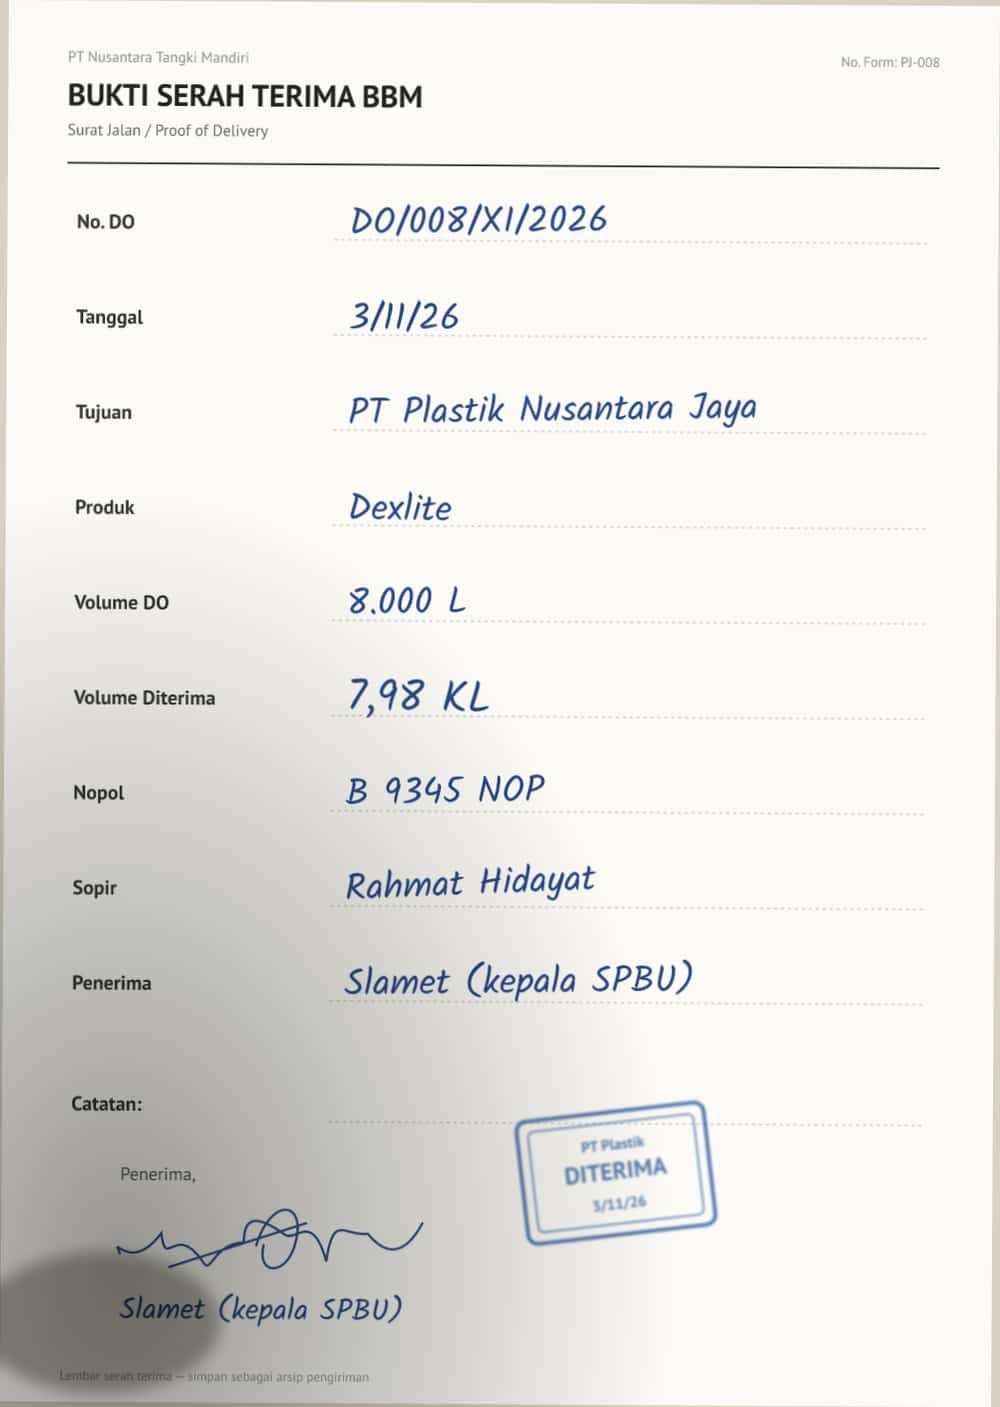 PT Nusantara Tangki Mandiri
No. Form: PJ-008
BUKTI SERAH TERIMA BBM
Surat Jalan / Proof of Delivery
No. DO DO/008/XI/2026
Tanggal 3/11/26
Tujuan PT Plastik Nusantara Jaya
Produk Dexlite
Volume DO 8.000 L
Volume Diterima 7,98 KL
Nopol B 9345 NOP
Sopir Rahmat Hidayat
Penerima Slamet (kepala SPBU)
Catatan:
PT Plastik
DITERIMA
3/11/26
Penerima,
Slamet (kepala SPBU)
Lembar serah terima — simpan sebagai arsip pengiriman